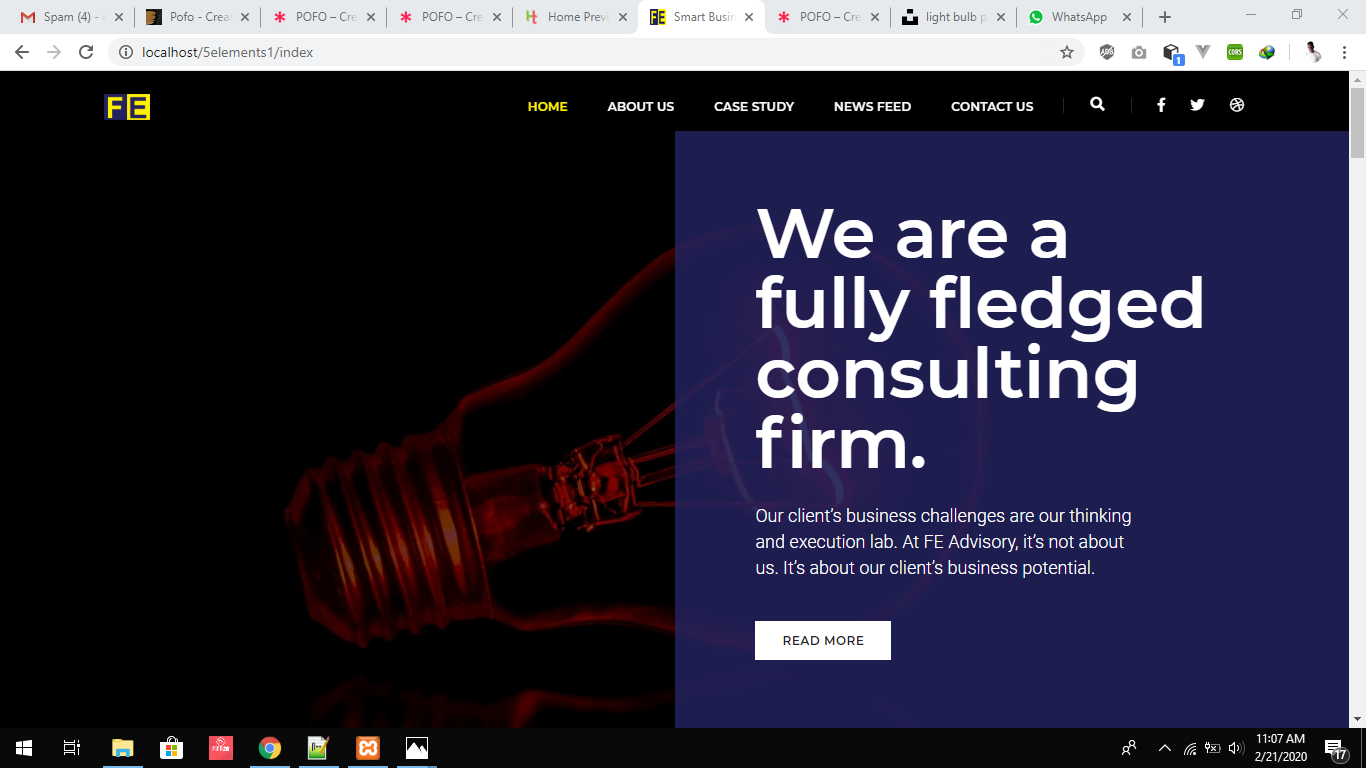 Spam (4) -
Pofo - Creat
POFO – Cre
POFO – Cre
Home Prev
Smart Busin
POFO – Cre
light bulb p
WhatsApp
localhost/5elements1/index
1
CORS
FE
HOME
ABOUT US
CASE STUDY
NEWS FEED
CONTACT US
We are a
fully fledged
consulting
firm.
Our client’s business challenges are our thinking
and execution lab. At FE Advisory, it’s not about
us. It’s about our client’s business potential.
READ MORE
11:07 AM
2/21/2020
17